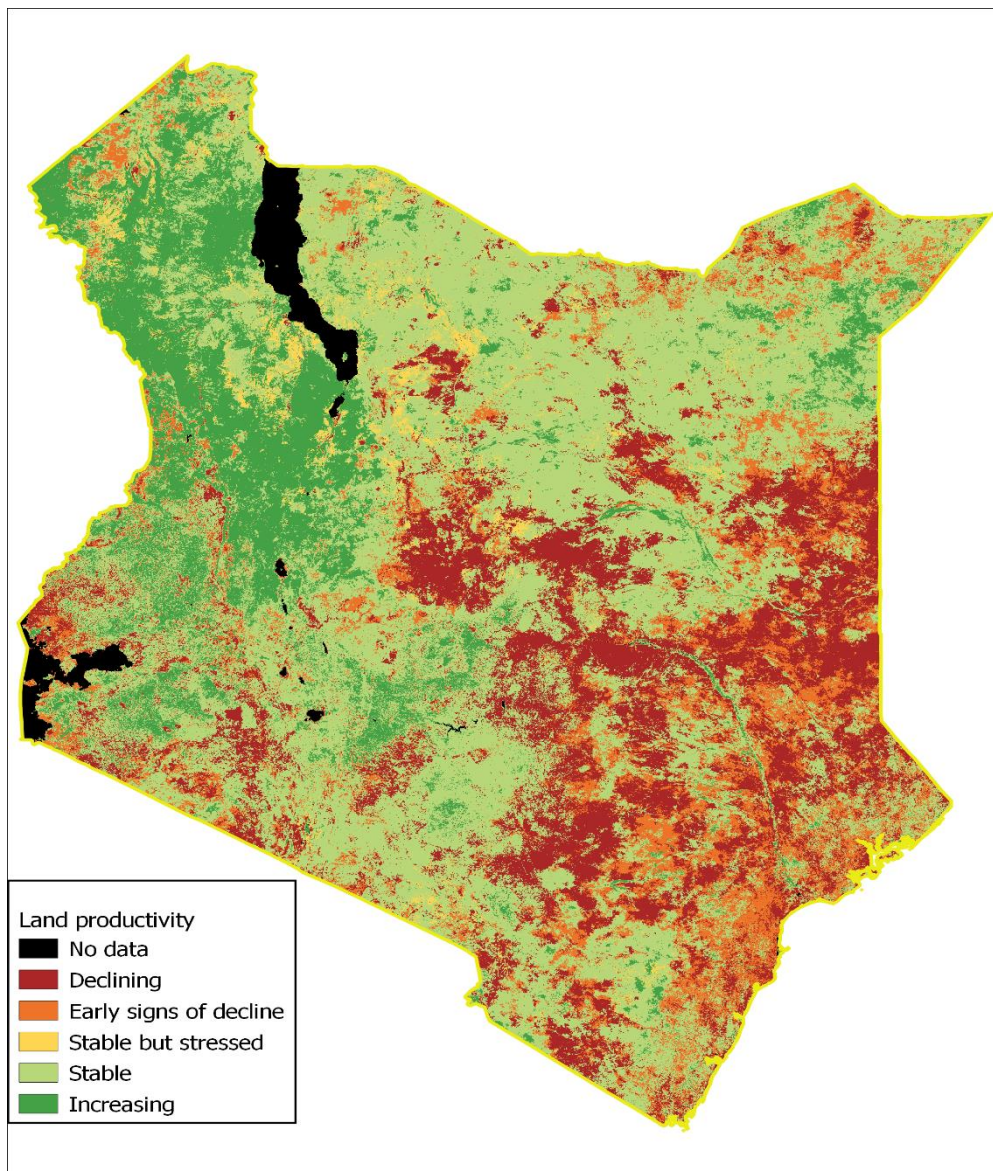 Land productivity
No data
Declining
Early signs of decline
Stable but stressed
Stable
Increasing